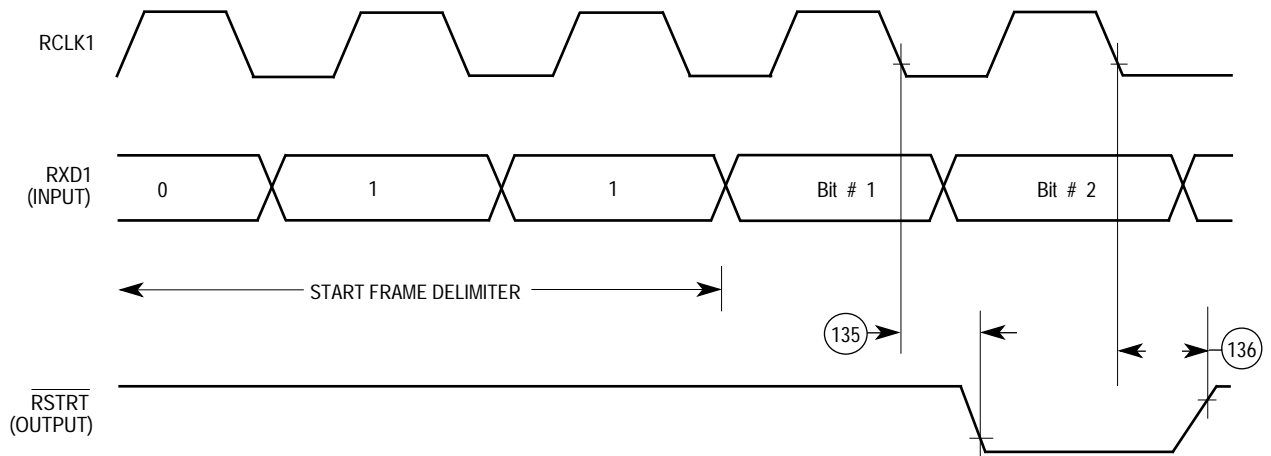 RCLK1
RXD1
(INPUT)
0
1
1
Bit # 1
Bit # 2
START FRAME DELIMITER
135
136
RSTRT
(OUTPUT)